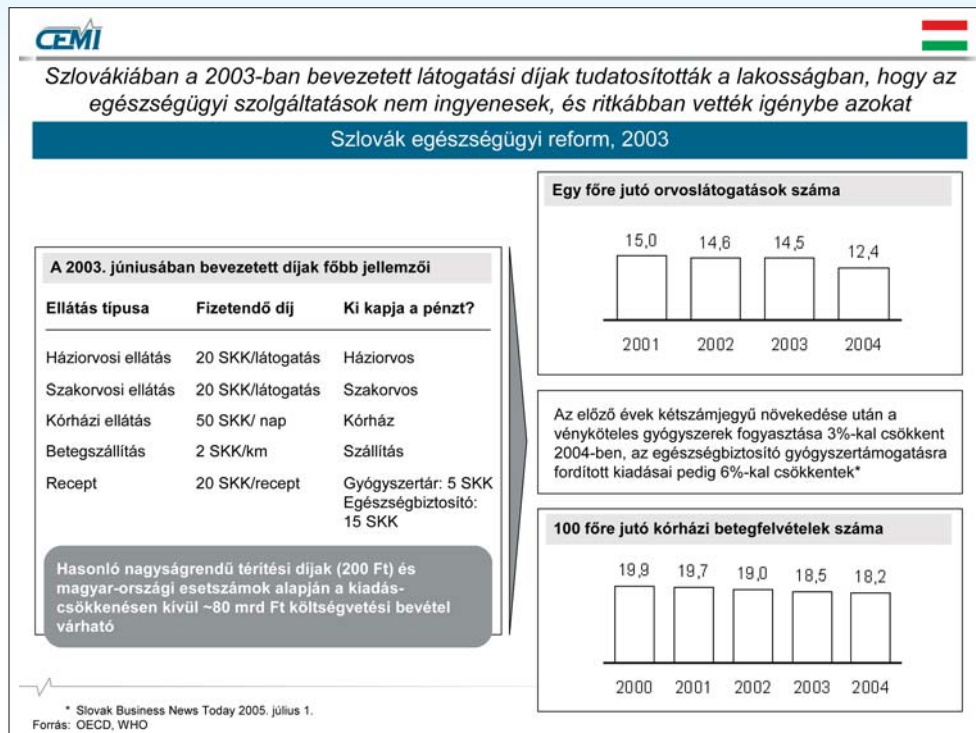 CEMI
Szlovákiában a 2003-ban bevezetett látogatási díjak tudatosították a lakosságban, hogy az
egészségügyi szolgáltatások nem ingyenesek, és ritkábban vették igénybe azokat
Szlovák egészségügyi reform, 2003
A 2003. júniusában bevezetett díjak főbb jellemzői
Ellátás típusa Fizetendő díj Ki kapja a pénzt?
Háziorvosi ellátás 20 SKK/látogatás Háziorvos
Szakorvosi ellátás 20 SKK/látogatás Szakorvos
Kórházi ellátás 50 SKK/ nap Kórház
Betegszállítás 2 SKK/km Szállítás
Recept 20 SKK/recept Gyógyszertár: 5 SKK
Egészségbiztosító:
15 SKK
Hasonló nagyságrendű térítési díjak (200 Ft) és
magyar-országi esetszámok alapján a kiadás-
csökkenésen kívül ~80 mrd Ft költségvetési bevétel
várható
Egy főre jutó orvoslátogatások száma
15,0 14,6 14,5 12,4
2001 2002 2003 2004
Az előző évek kétszámjegyű növekedése után a
vényköteles gyógyszerek fogyasztása 3%-kal csökkent
2004-ben, az egészségbiztosító gyógyszertámogatásra
fordított kiadásai pedig 6%-kal csökkentek*
100 főre jutó kórházi betegfelvételek száma
19,9 19,7 19,0 18,5 18,2
2000 2001 2002 2003 2004
* Slovak Business News Today 2005. július 1.
Forrás: OECD, WHO